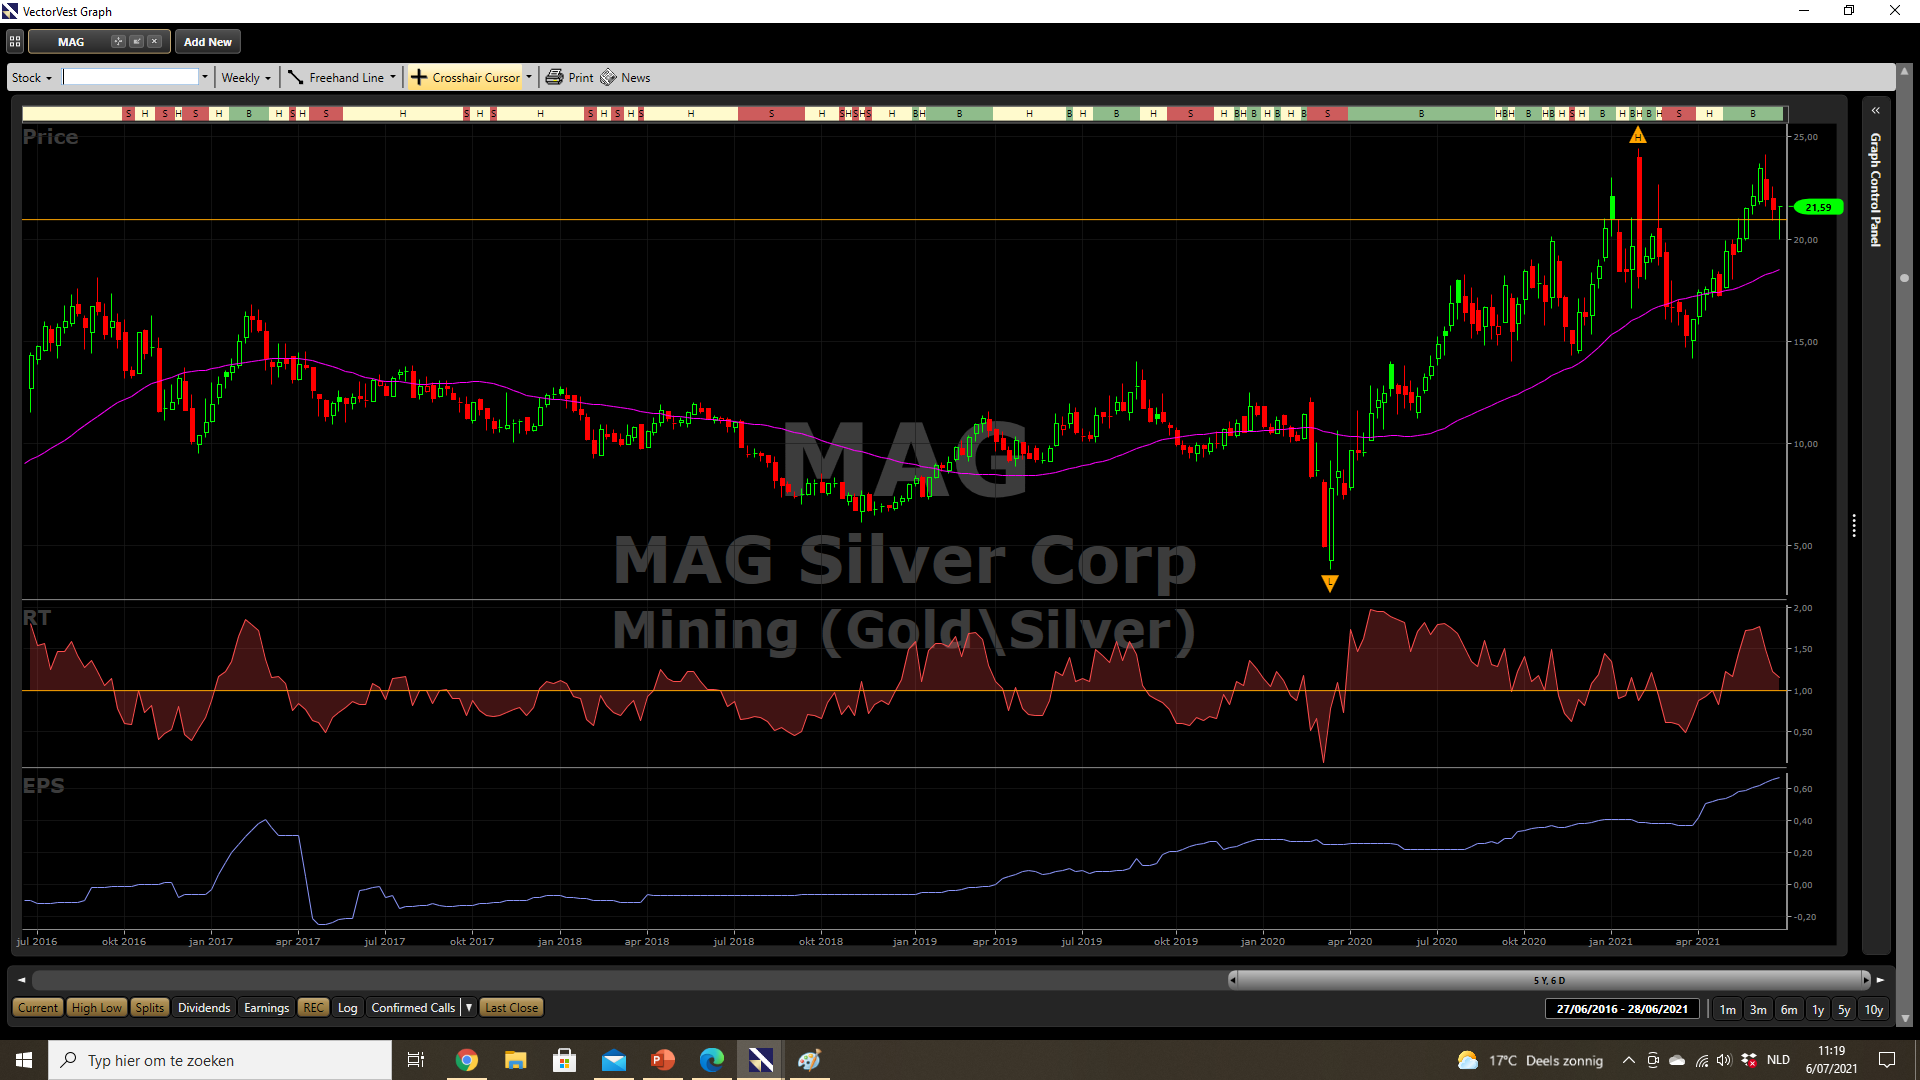 VectorVest Graph
MAG
Add New
Stock
Weekly
Freehand Line
Crosshair Cursor
Print
News
S H S H S H B H S H S H S H S H S H S H S H S H S H S H S H B H B H B H B H S H B H B H B H B S B H B H B H B H S H B H B H B H S H B
Price
25,00
21,59
20,00
15,00
10,00
5,00
H
L
MAG
MAG Silver Corp
Mining (Gold\Silver)
RT
2,00
1,50
1,00
0,50
EPS
0,60
0,40
0,20
0,00
-0,20
jul 2016 okt 2016 jan 2017 apr 2017 jul 2017 okt 2017 jan 2018 apr 2018 jul 2018 okt 2018 jan 2019 apr 2019 jul 2019 okt 2019 jan 2020 apr 2020 jul 2020 okt 2020 jan 2021 apr 2021
Graph Control Panel
5 Y, 6 D
Current High Low Splits Dividends Earnings REC Log Confirmed Calls Last Close
27/06/2016 - 28/06/2021
1m 3m 6m 1y 5y 10y
Typ hier om te zoeken
17°C Deels zonnig
NLD
11:19
6/07/2021